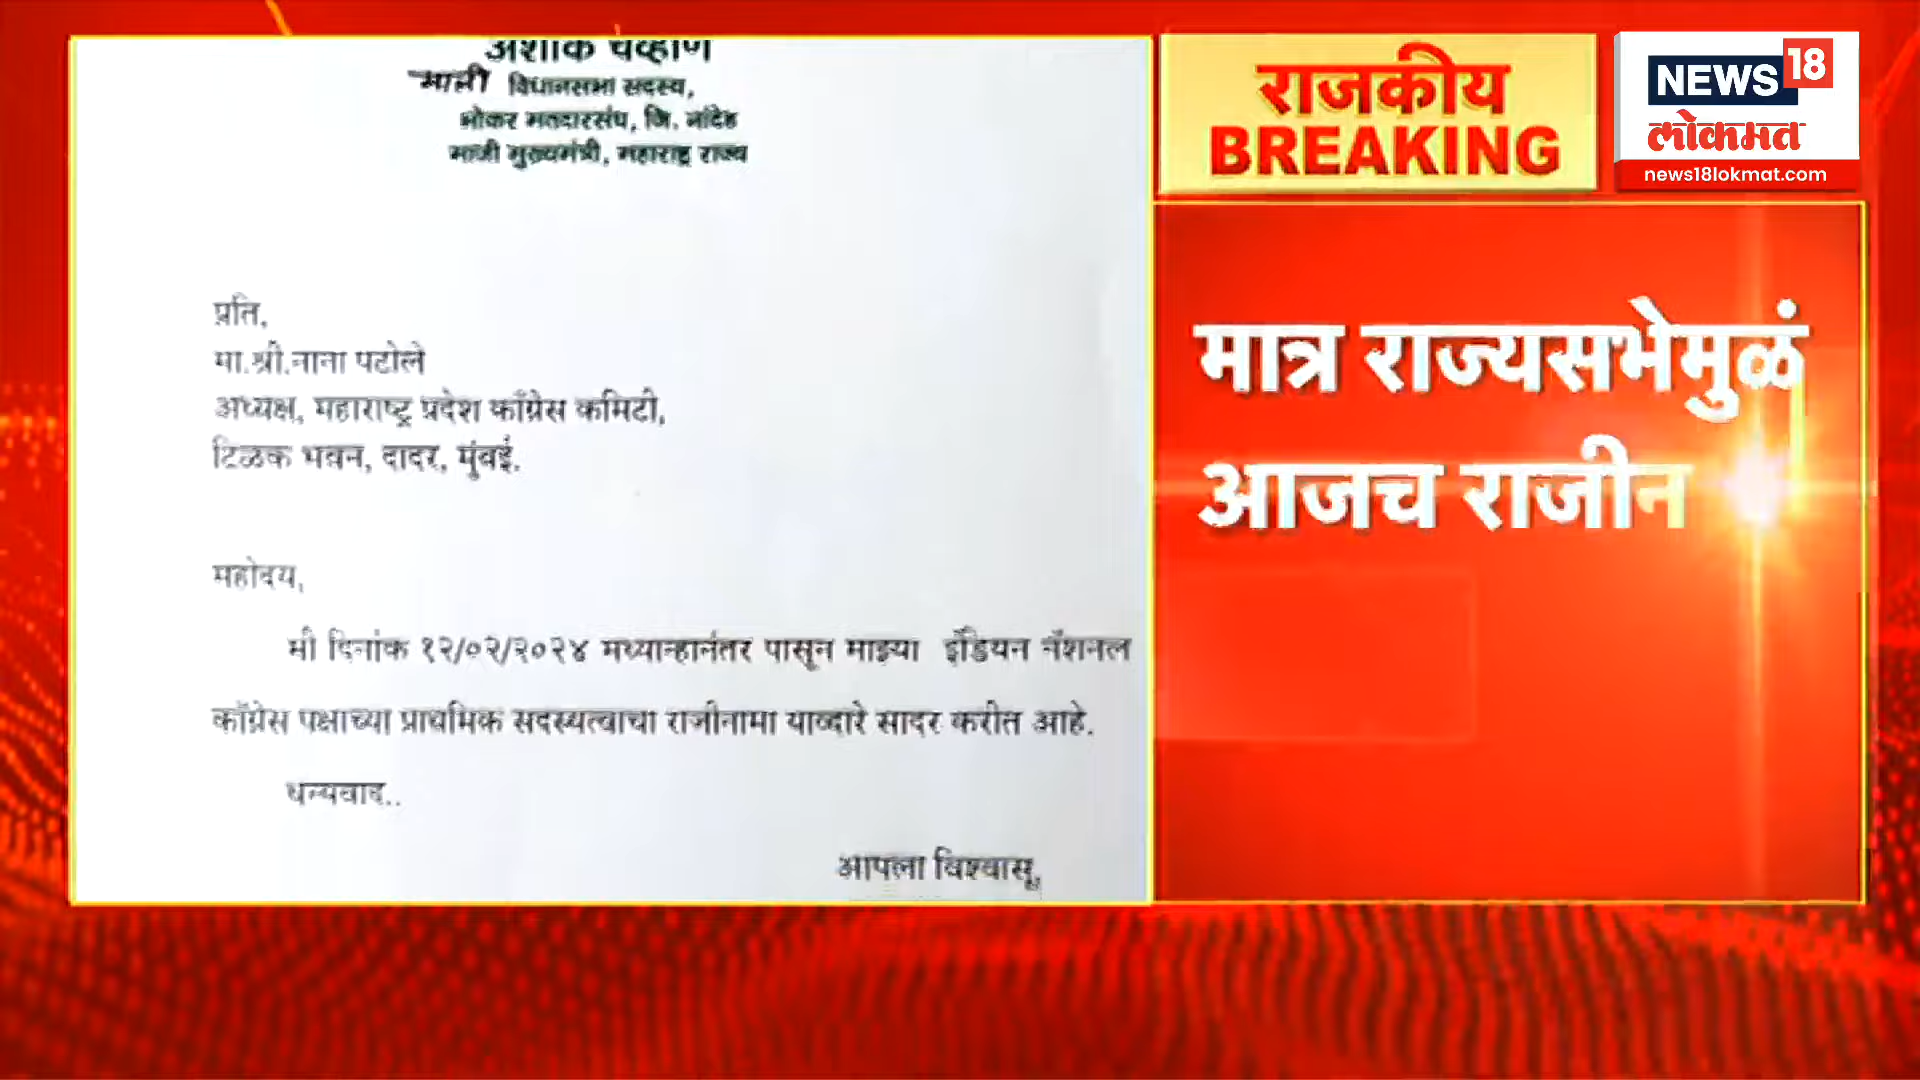 अशोक चव्हाण
माजी विधानसभा सदस्य,
भोकर मतदारसंघ, जि. नांदेड
माजी मुख्यमंत्री, महाराष्ट्र राज्य
प्रति,
मा.श्री.नाना पटोले
अध्यक्ष, महाराष्ट्र प्रदेश काँग्रेस कमिटी,
टिळक भवन, दादर, मुंबई.
महोदय,
मी दिनांक १२/०२/२०२४ मध्यान्हानंतर पासून माझ्या इंडियन नॅशनल
काँग्रेस पक्षाच्या प्राथमिक सदस्यत्वाचा राजीनामा याव्दारे सादर करीत आहे.
धन्यवाद..
आपला विश्वासू,
राजकीय
BREAKING
NEWS 18
लोकमत
news18lokmat.com
मात्र राज्यसभेमुळं
आजच राजीन